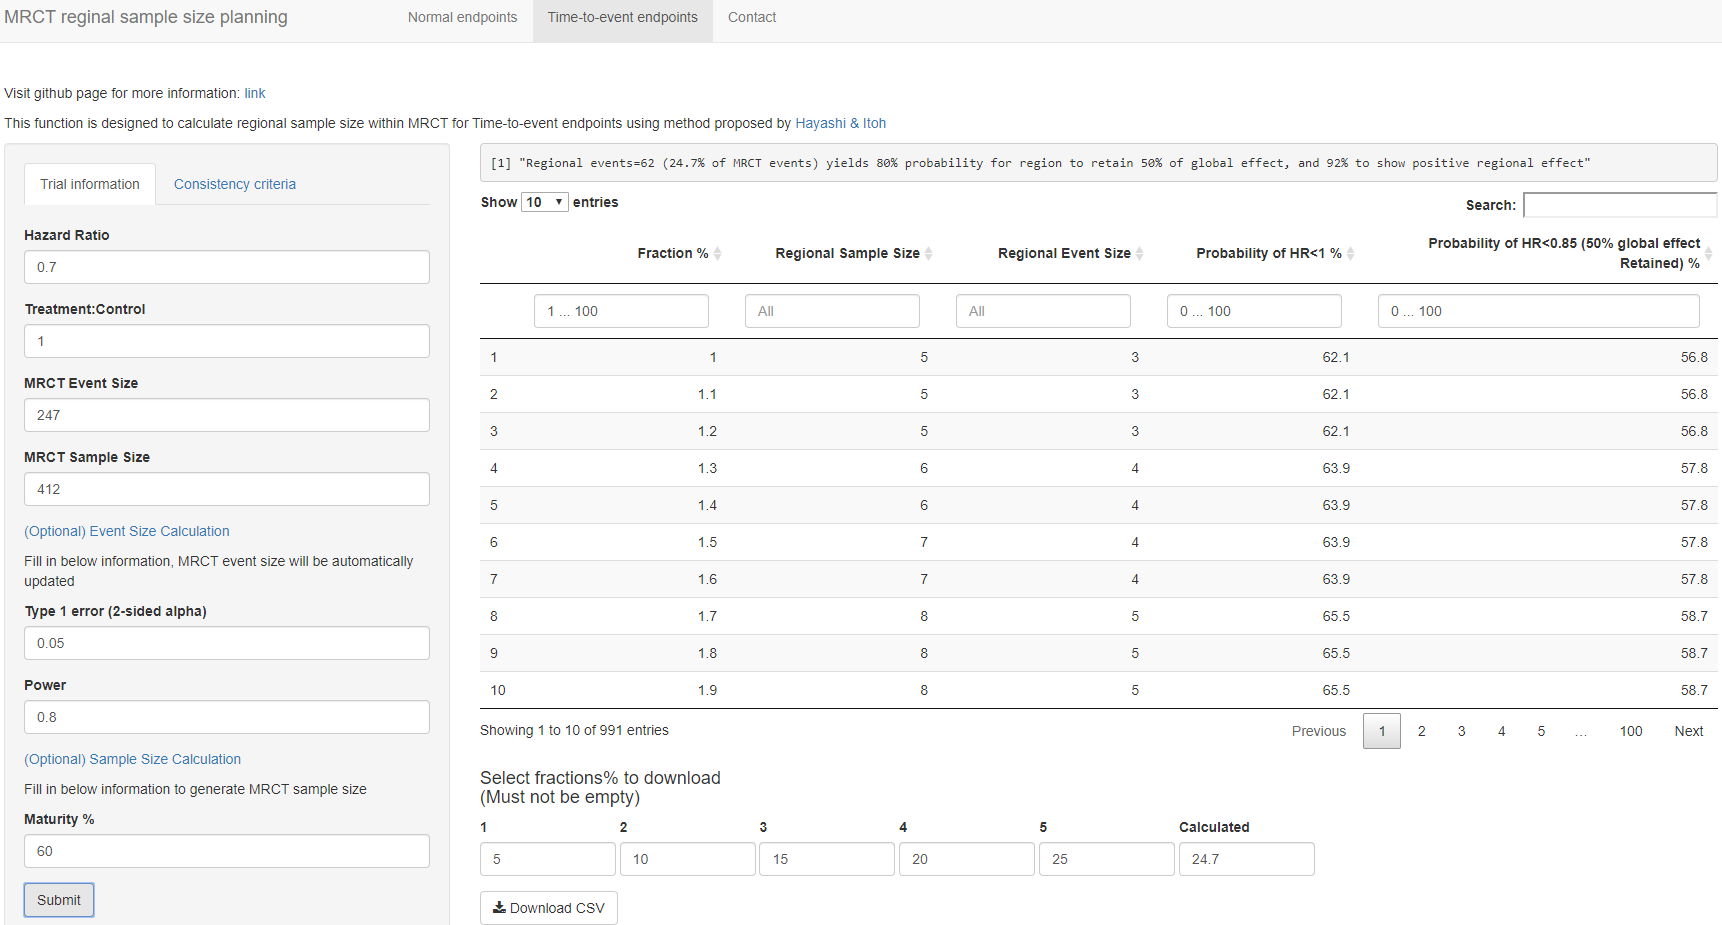 MRCT reginal sample size planning
Normal endpoints
Time-to-event endpoints
Contact
Visit github page for more information: link
This function is designed to calculate regional sample size within MRCT for Time-to-event endpoints using method proposed by Hayashi & Itoh
Trial information
Consistency criteria
Hazard Ratio
0.7
Treatment:Control
1
MRCT Event Size
247
MRCT Sample Size
412
(Optional) Event Size Calculation
Fill in below information, MRCT event size will be automatically
updated
Type 1 error (2-sided alpha)
0.05
Power
0.8
(Optional) Sample Size Calculation
Fill in below information to generate MRCT sample size
Maturity %
60
Submit
[1] "Regional events=62 (24.7% of MRCT events) yields 80% probability for region to retain 50% of global effect, and 92% to show positive regional effect"
Show 10 entries
Search:
Fraction % Regional Sample Size Regional Event Size Probability of HR<1 % Probability of HR<0.85 (50% global effect
Retained) %
1 ... 100 All All 0 ... 100 0 ... 100
1 1 5 3 62.1 56.8
2 1.1 5 3 62.1 56.8
3 1.2 5 3 62.1 56.8
4 1.3 6 4 63.9 57.8
5 1.4 6 4 63.9 57.8
6 1.5 7 4 63.9 57.8
7 1.6 7 4 63.9 57.8
8 1.7 8 5 65.5 58.7
9 1.8 8 5 65.5 58.7
10 1.9 8 5 65.5 58.7
Showing 1 to 10 of 991 entries
Previous 1 2 3 4 5 ... 100 Next
Select fractions% to download
(Must not be empty)
1 2 3 4 5 Calculated
5 10 15 20 25 24.7
Download CSV